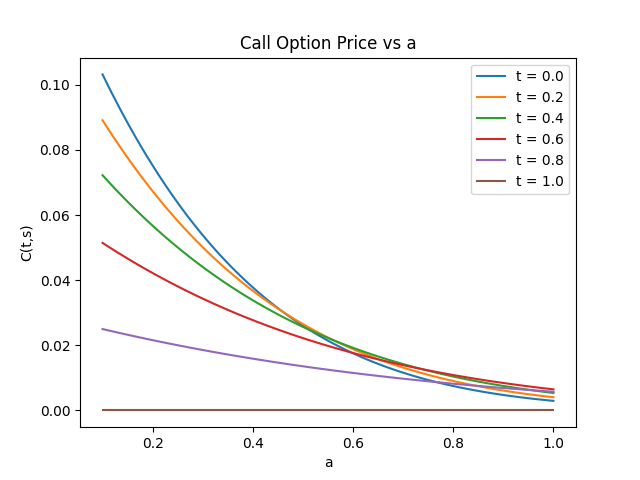 Call Option Price vs a
t = 0.0
t = 0.2
t = 0.4
t = 0.6
t = 0.8
t = 1.0
C(t,s)
0.10
0.08
0.06
0.04
0.02
0.00
0.2 0.4 0.6 0.8 1.0
a